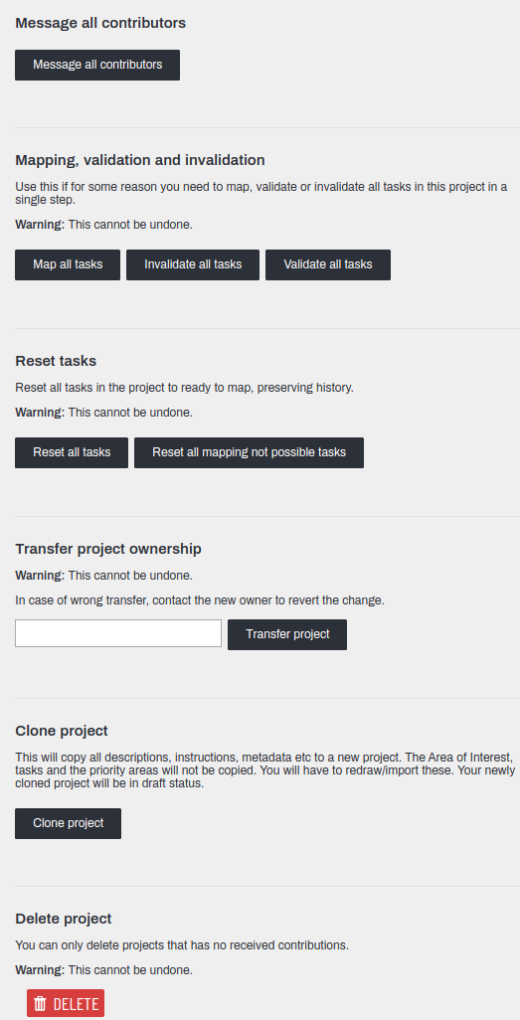 Message all contributors
Message all contributors
Mapping, validation and invalidation
Use this if for some reason you need to map, validate or invalidate all tasks in this project in a
single step.
Warning: This cannot be undone.
Map all tasks Invalidate all tasks Validate all tasks
Reset tasks
Reset all tasks in the project to ready to map, preserving history.
Warning: This cannot be undone.
Reset all tasks Reset all mapping not possible tasks
Transfer project ownership
Warning: This cannot be undone.
In case of wrong transfer, contact the new owner to revert the change.
Transfer project
Clone project
This will copy all descriptions, instructions, metadata etc to a new project. The Area of Interest,
tasks and the priority areas will not be copied. You will have to redraw/import these. Your newly
cloned project will be in draft status.
Clone project
Delete project
You can only delete projects that has no received contributions.
Warning: This cannot be undone.
DELETE